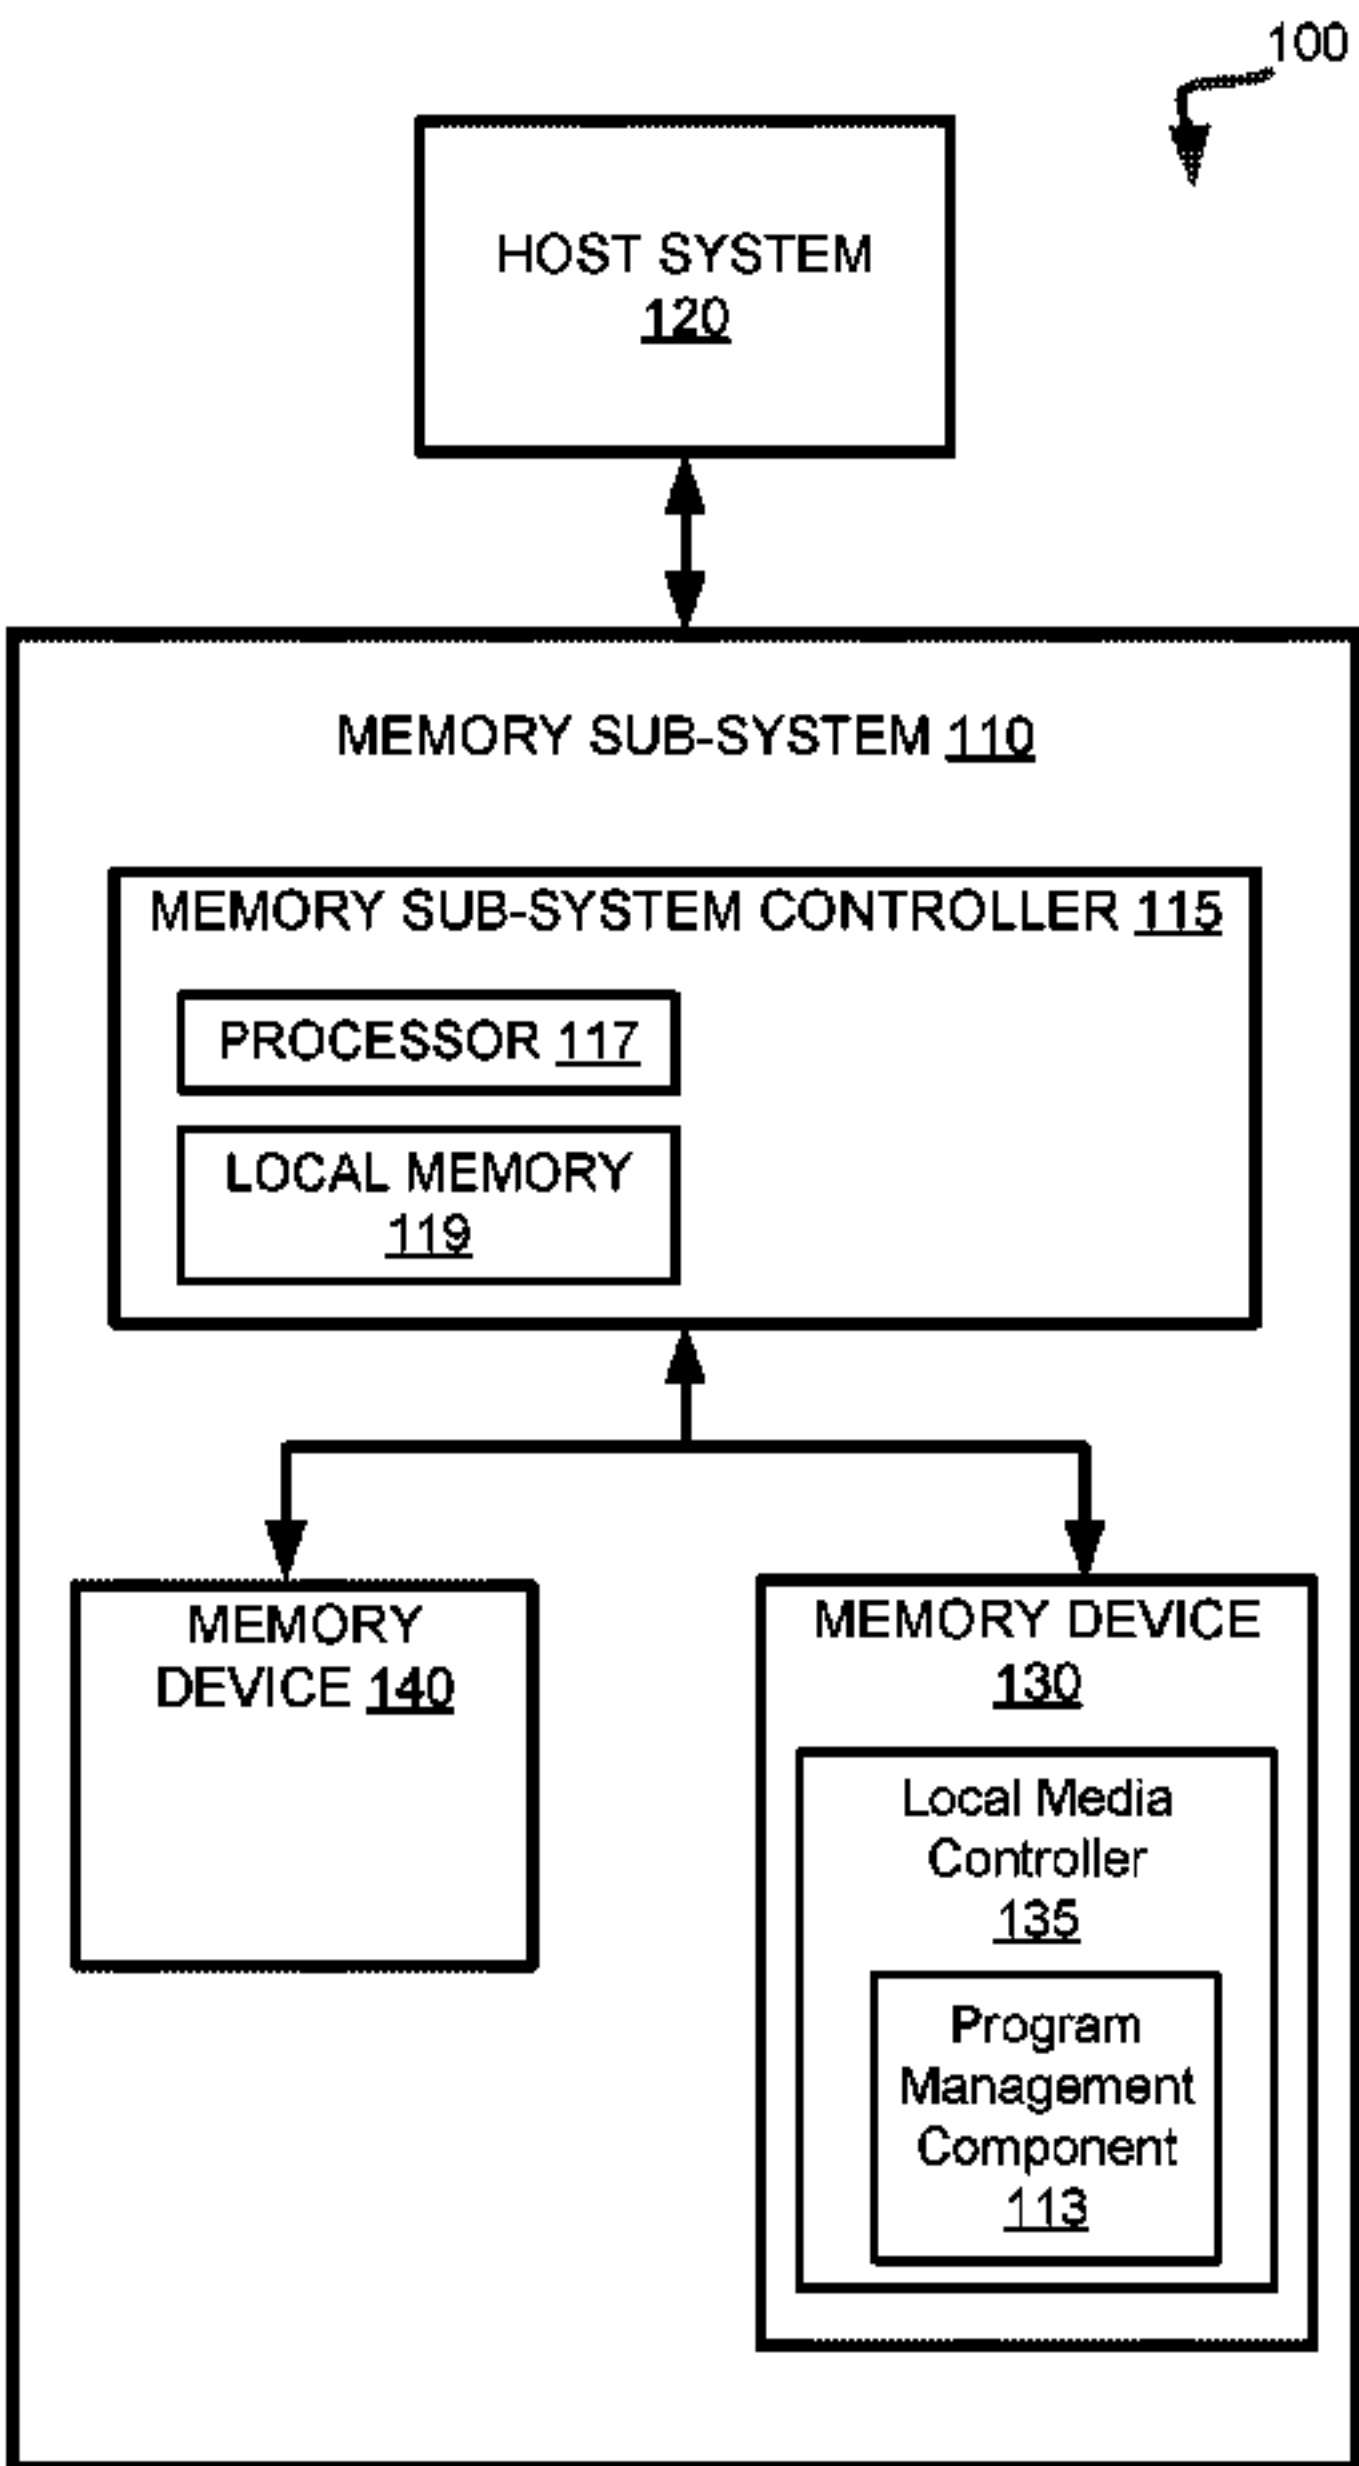 100
HOST SYSTEM
120
MEMORY SUB-SYSTEM 110
MEMORY SUB-SYSTEM CONTROLLER 115
PROCESSOR 117
LOCAL MEMORY
119
MEMORY
DEVICE 140
MEMORY DEVICE
130
Local Media
Controller
135
Program
Management
Component
113